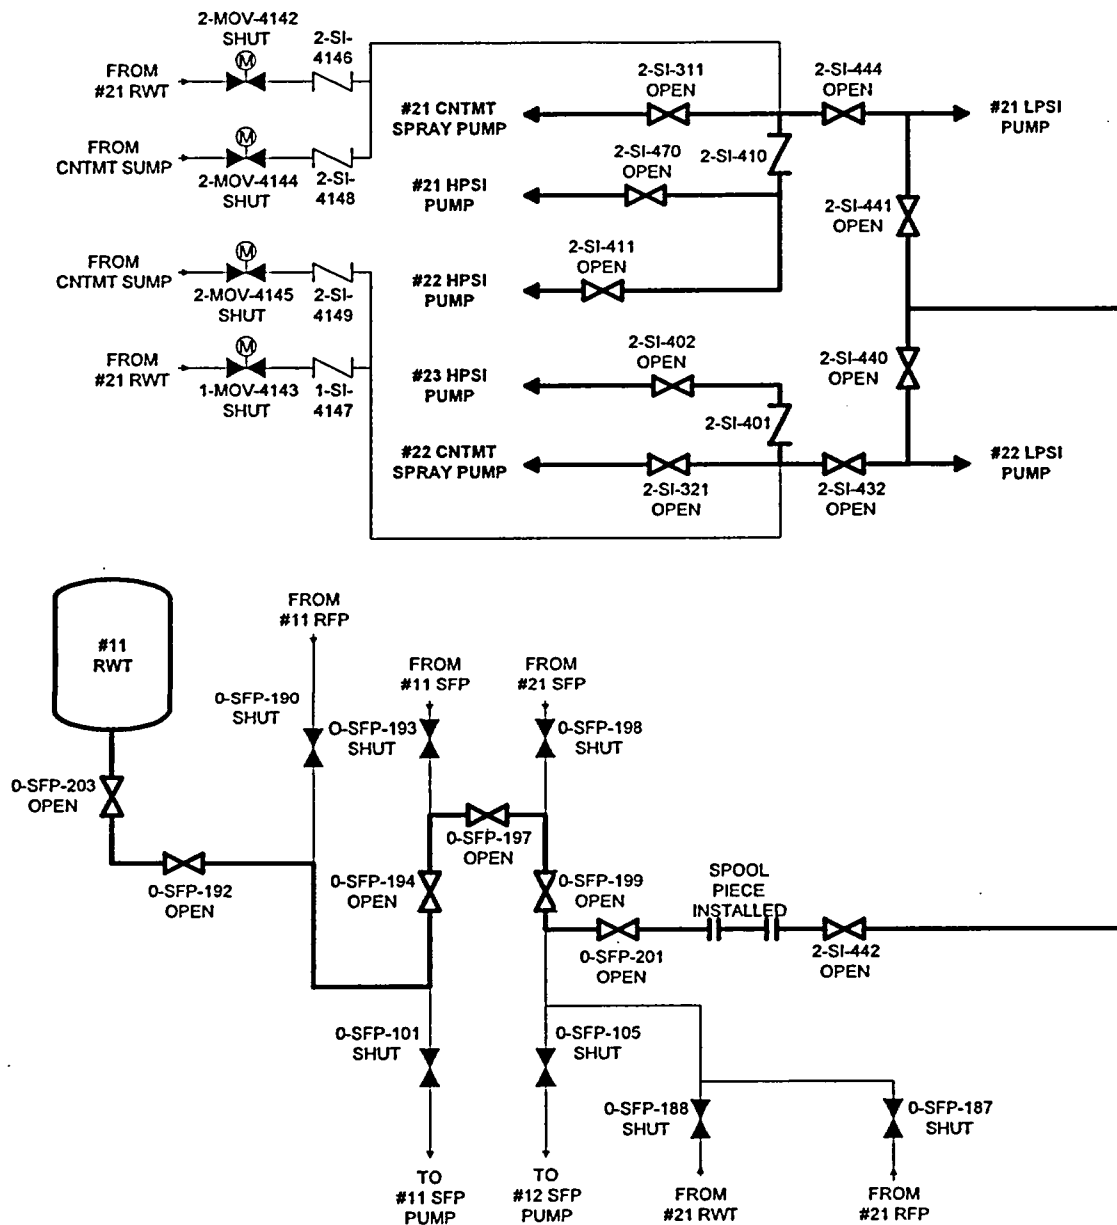 2-MOV-4142
SHUT
2-SI-
4146
FROM
#21 RWT
2-SI-311
OPEN
2-SI-444
OPEN
#21 CNTMT
SPRAY PUMP
#21 LPSI
PUMP
FROM
CNTMT SUMP
2-MOV-4144
SHUT
2-SI-
4148
2-SI-470
OPEN
2-SI-410
#21 HPSI
PUMP
2-SI-441
OPEN
FROM
CNTMT SUMP
2-MOV-4145
SHUT
2-SI-
4149
2-SI-411
OPEN
#22 HPSI
PUMP
FROM
#21 RWT
1-MOV-4143
SHUT
1-SI-
4147
2-SI-402
OPEN
2-SI-440
OPEN
#23 HPSI
PUMP
2-SI-401
#22 CNTMT
SPRAY PUMP
2-SI-321
OPEN
2-SI-432
OPEN
#22 LPSI
PUMP
#11
RWT
FROM
#11 RFP
FROM
#11 SFP
FROM
#21 SFP
0-SFP-190
SHUT
O-SFP-193
SHUT
0-SFP-198
SHUT
0-SFP-203
OPEN
0-SFP-197
OPEN
0-SFP-192
OPEN
0-SFP-194
OPEN
0-SFP-199
OPEN
SPOOL
PIECE
INSTALLED
0-SFP-201
OPEN
2-SI-442
OPEN
0-SFP-101
SHUT
0-SFP-105
SHUT
0-SFP-188
SHUT
0-SFP-187
SHUT
TO
#11 SFP
PUMP
TO
#12 SFP
PUMP
FROM
#21 RWT
FROM
#21 RFP